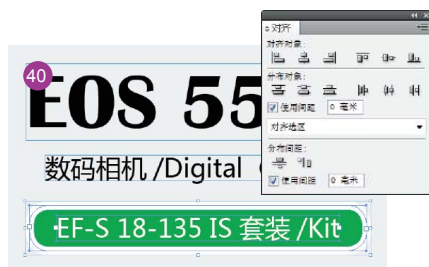 对齐
对齐对象:
40
分布对象:
EOS 55
使用间距 0 毫米
对齐选区
数码相机 /Digital
分布间距:
使用间距 0 毫米
EF-S 18-135 IS 套装 /Kit